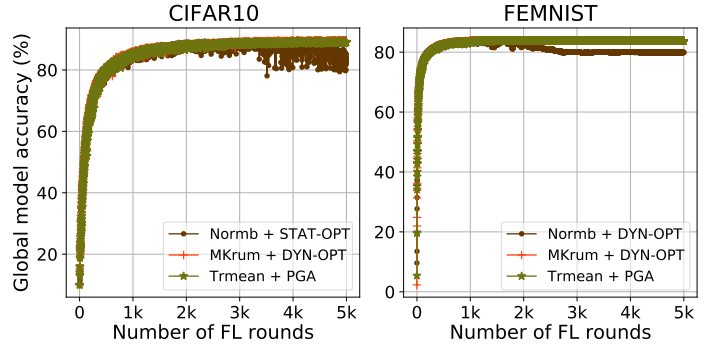 CIFAR10
Global model accuracy (%)
80
60
40
20
Normb + STAT-OPT
MKrum + DYN-OPT
Trmean + PGA
0 1k 2k 3k 4k 5k
Number of FL rounds
FEMNIST
80
60
40
20
0
Normb + DYN-OPT
MKrum + DYN-OPT
Trmean + PGA
0 1k 2k 3k 4k 5k
Number of FL rounds